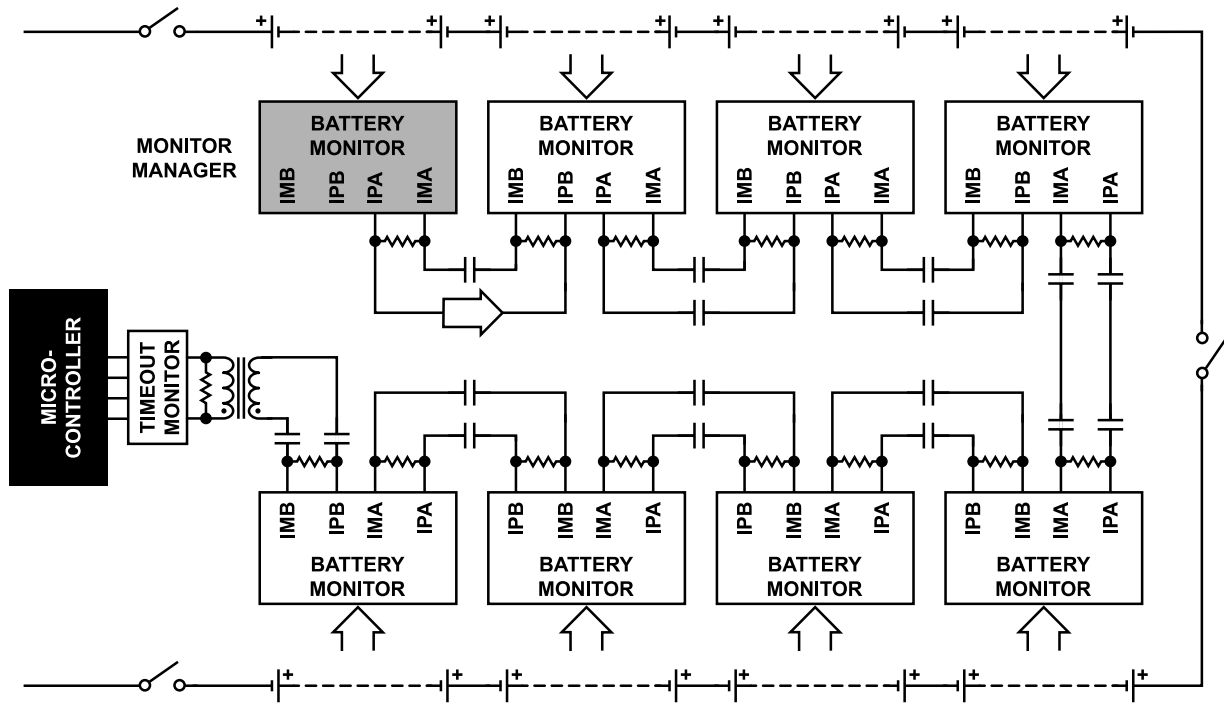 + + + + + + + +
BATTERY
MONITOR
IMB IPB IPA IMA
BATTERY
MONITOR
IMB IPB IPA IMA
BATTERY
MONITOR
IMB IPB IPA IMA
BATTERY
MONITOR
IMB IPB IMA IPA
MONITOR
MANAGER
MICRO-
CONTROLLER
TIMEOUT
MONITOR
IMB IPB IMA IPA
BATTERY
MONITOR
IPB IMB IMA IPA
BATTERY
MONITOR
IPB IMB IMA IPA
BATTERY
MONITOR
IPB IMB IMA IPA
BATTERY
MONITOR
+ + + + + + + +